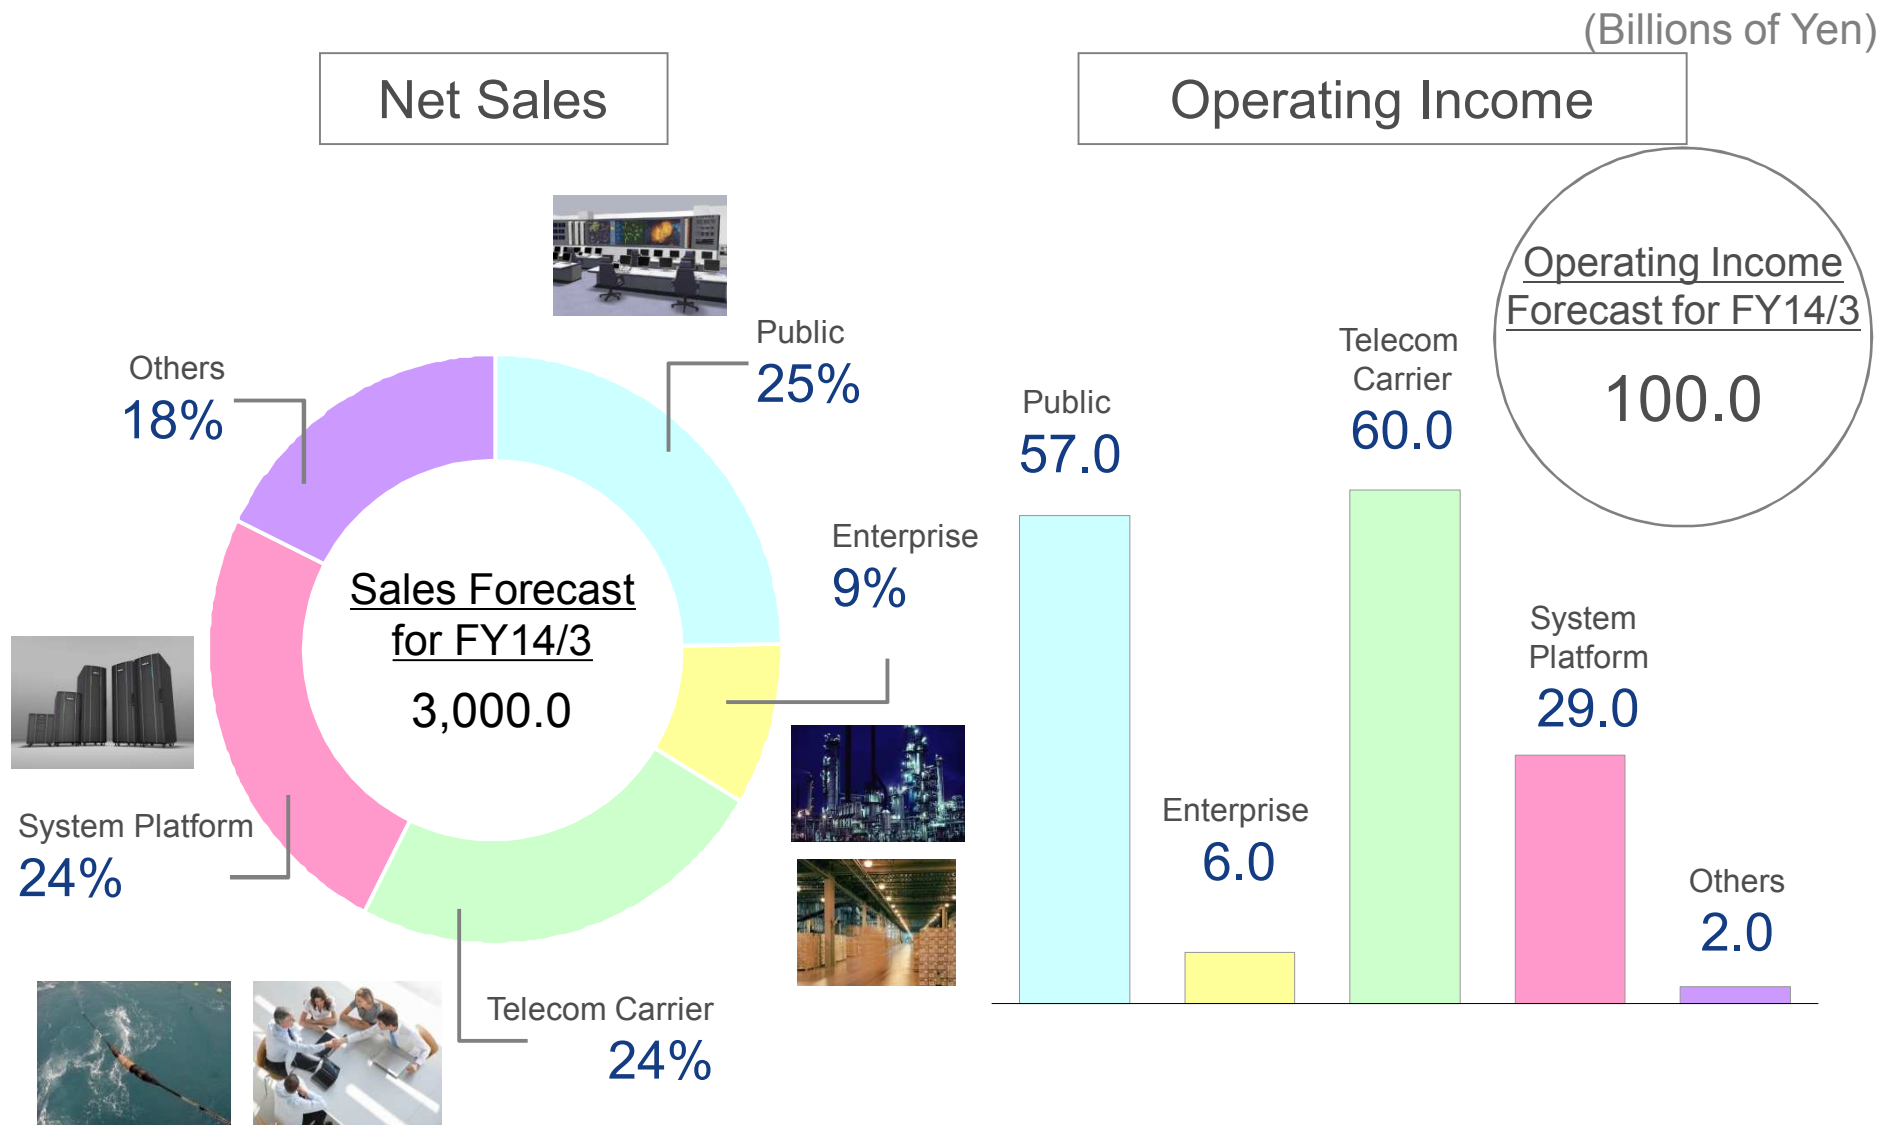 (Billions of Yen)
Net Sales
Operating Income
Public
25%
Others
18%
Enterprise
9%
Sales Forecast
for FY14/3
3,000.0
System Platform
24%
Telecom Carrier
24%
Operating Income
Forecast for FY14/3
100.0
Public
57.0
Enterprise
6.0
Telecom
Carrier
60.0
System
Platform
29.0
Others
2.0